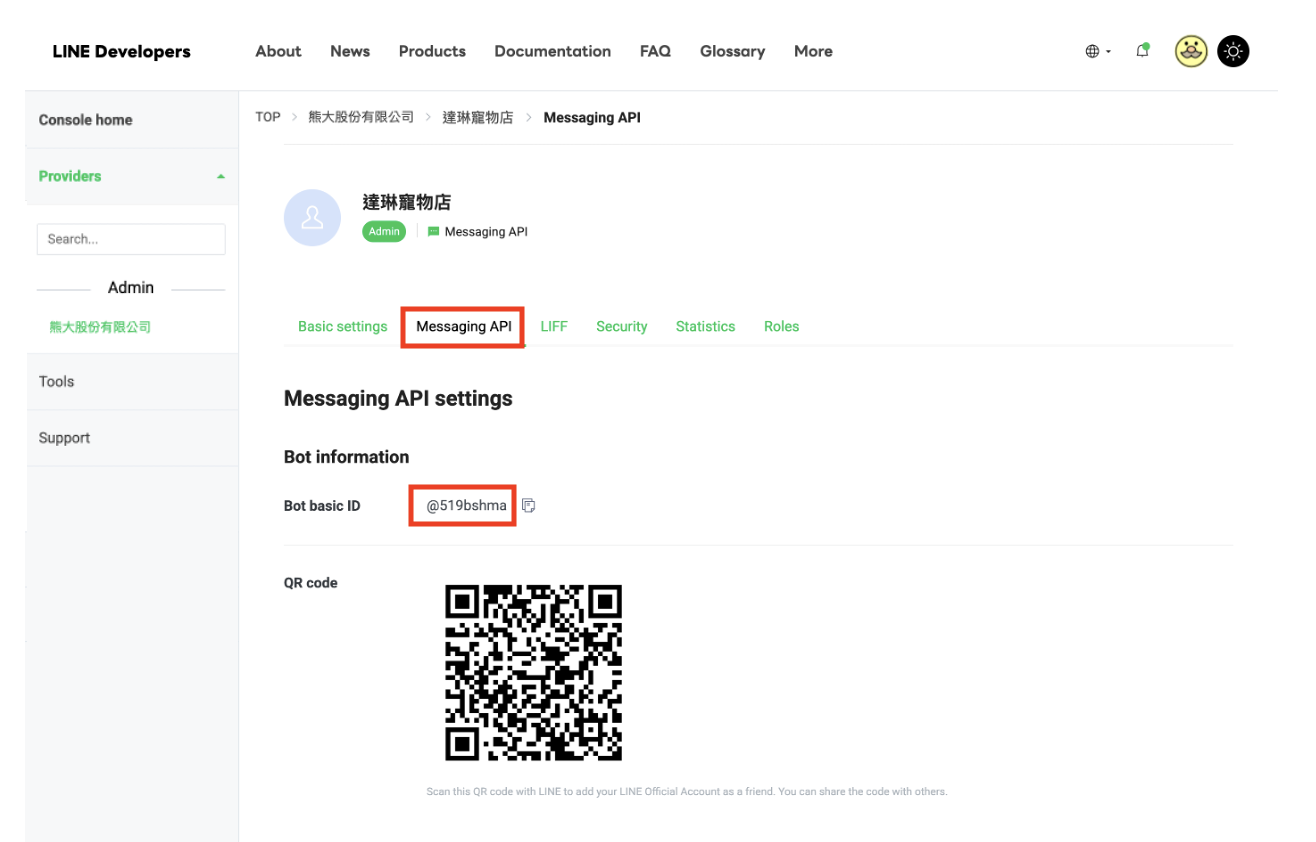 LINE Developers About News Products Documentation FAQ Glossary More
Console home
Providers
Search...
Admin
熊大股份有限公司
Tools
Support
TOP > 熊大股份有限公司 > 達琳寵物店 > Messaging API
達琳寵物店
Admin Messaging API
Basic settings Messaging API LIFF Security Statistics Roles
Messaging API settings
Bot information
Bot basic ID @519bshma
QR code
Scan this QR code with LINE to add your LINE Official Account as a friend. You can share the code with others.